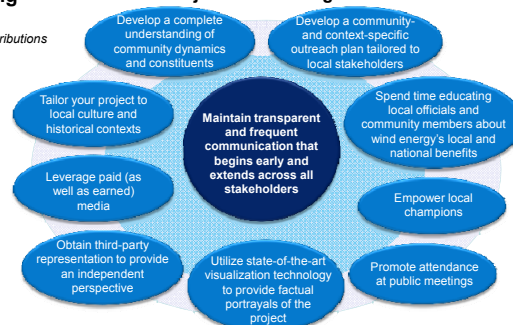 ributions
Develop a complete
understanding of
community dynamics
and constituents
Develop a community-
and context-specific
outreach plan tailored to
local stakeholders
Tailor your project to
local culture and
historical contexts
Maintain transparent
and frequent
communication that
begins early and
extends across all
stakeholders
Spend time educating
local officials and
community members about
wind energy's local and
national benefits
Leverage paid (as
well as earned)
media
Empower local
champions
Obtain third-party
representation to provide
an independent
perspective
Utilize state-of-the-art
visualization technology
to provide factual
portrayals of the
project
Promote attendance
at public meetings